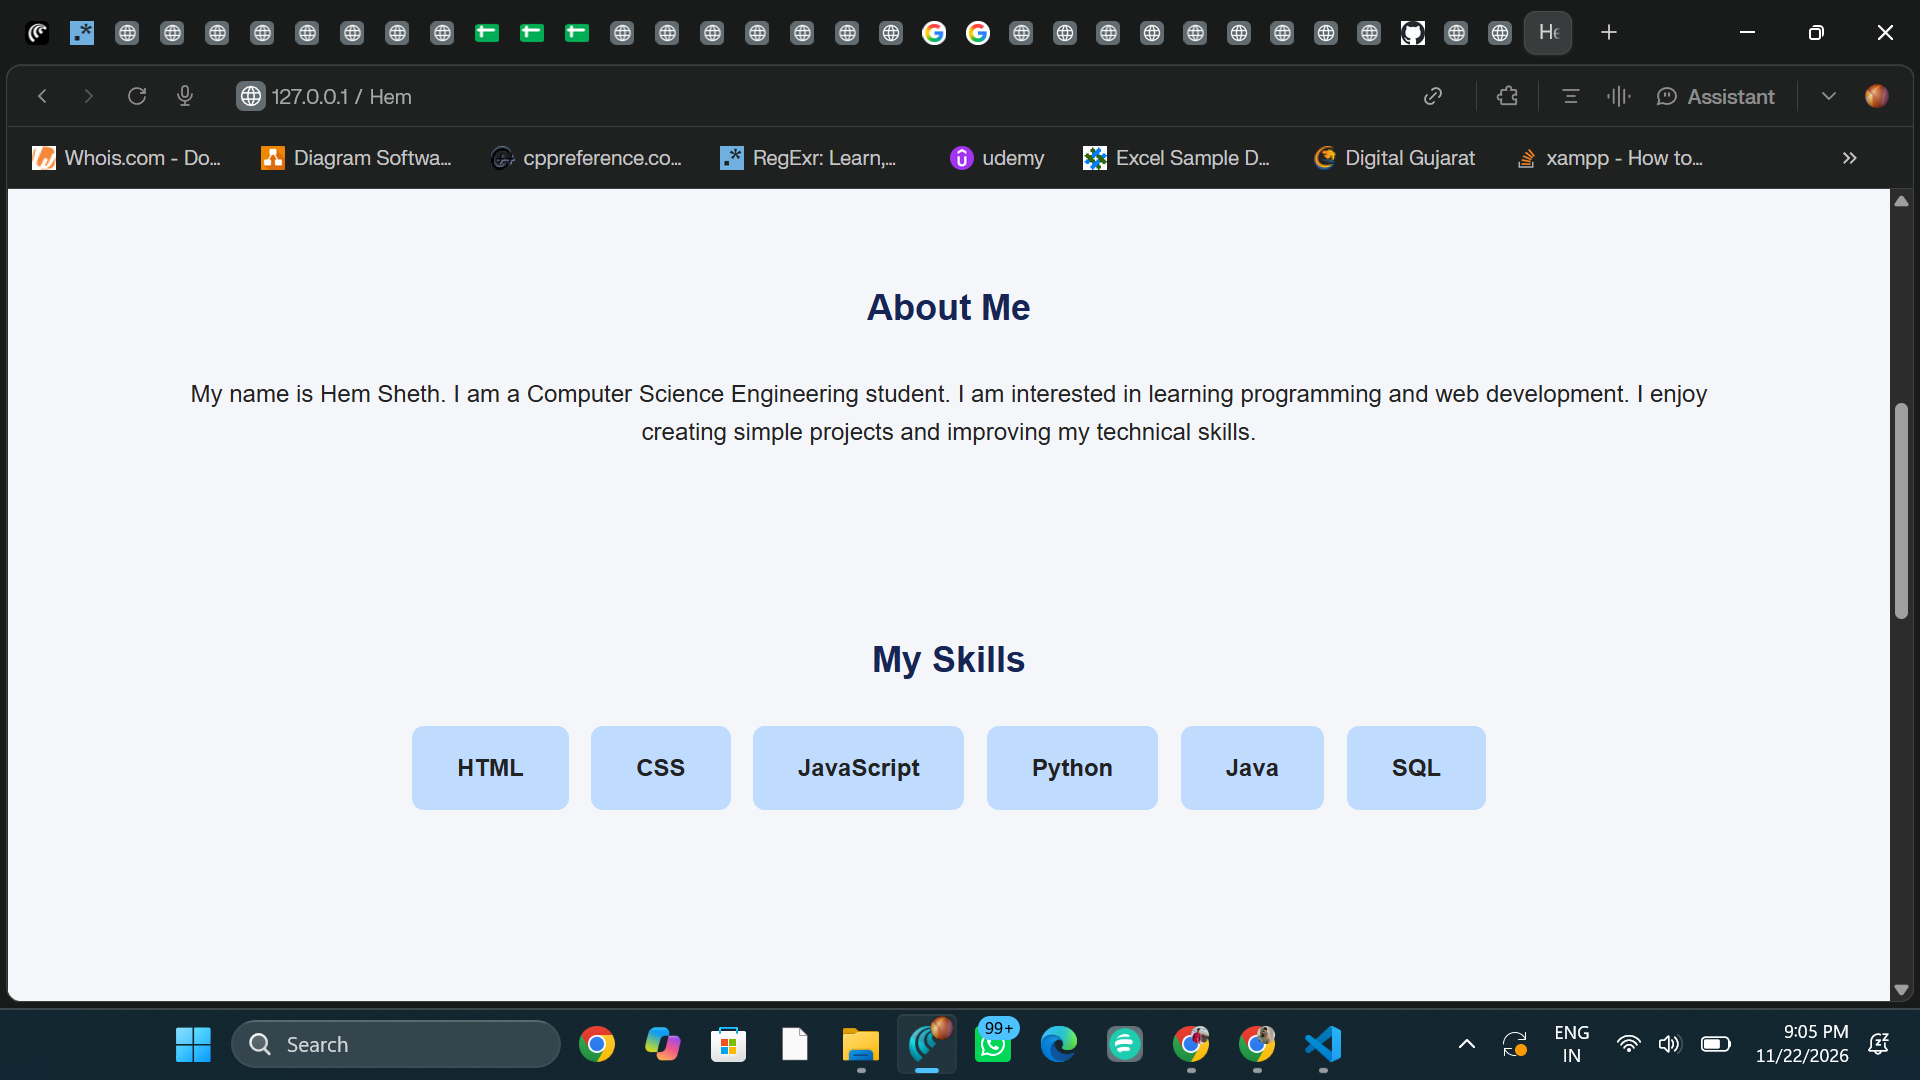 He
127.0.0.1 / Hem
Assistant
Whois.com - Do...
Diagram Softwa...
cppreference.co...
.* RegExr: Learn,...
udemy
Excel Sample D...
Digital Gujarat
xampp - How to...
About Me
My name is Hem Sheth. I am a Computer Science Engineering student. I am interested in learning programming and web development. I enjoy
creating simple projects and improving my technical skills.
My Skills
HTML
CSS
JavaScript
Python
Java
SQL
Search
99+
ENG
IN
9:05 PM
11/22/2026